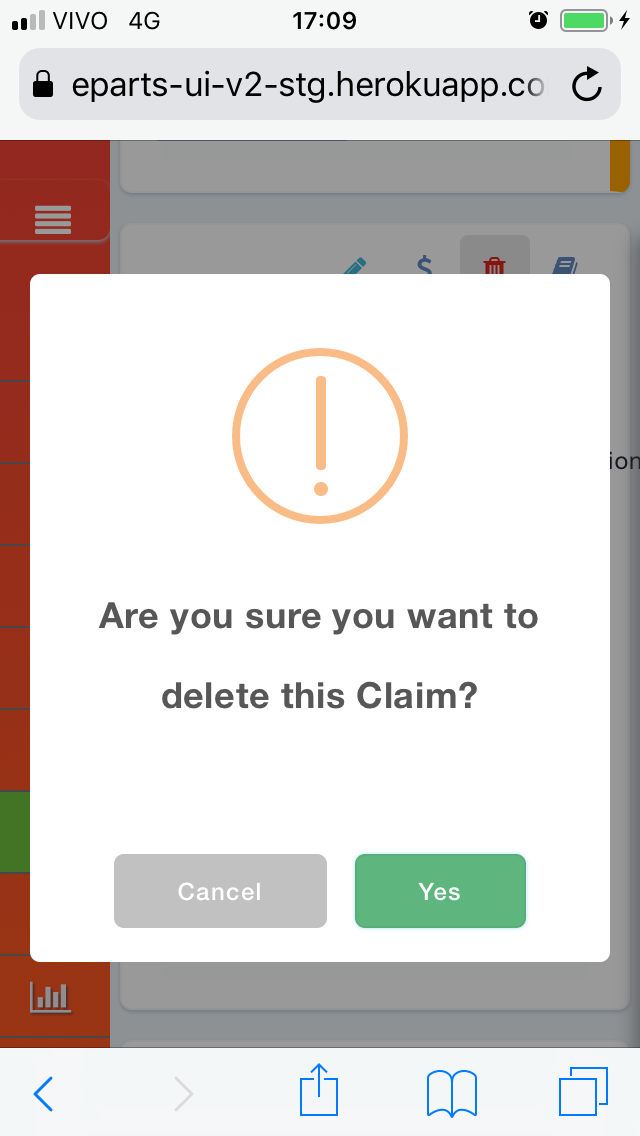 VIVO 4G 17:09
eparts-ui-v2-stg.herokuapp.co
$
ion
Are you sure you want to
delete this Claim?
Cancel
Yes